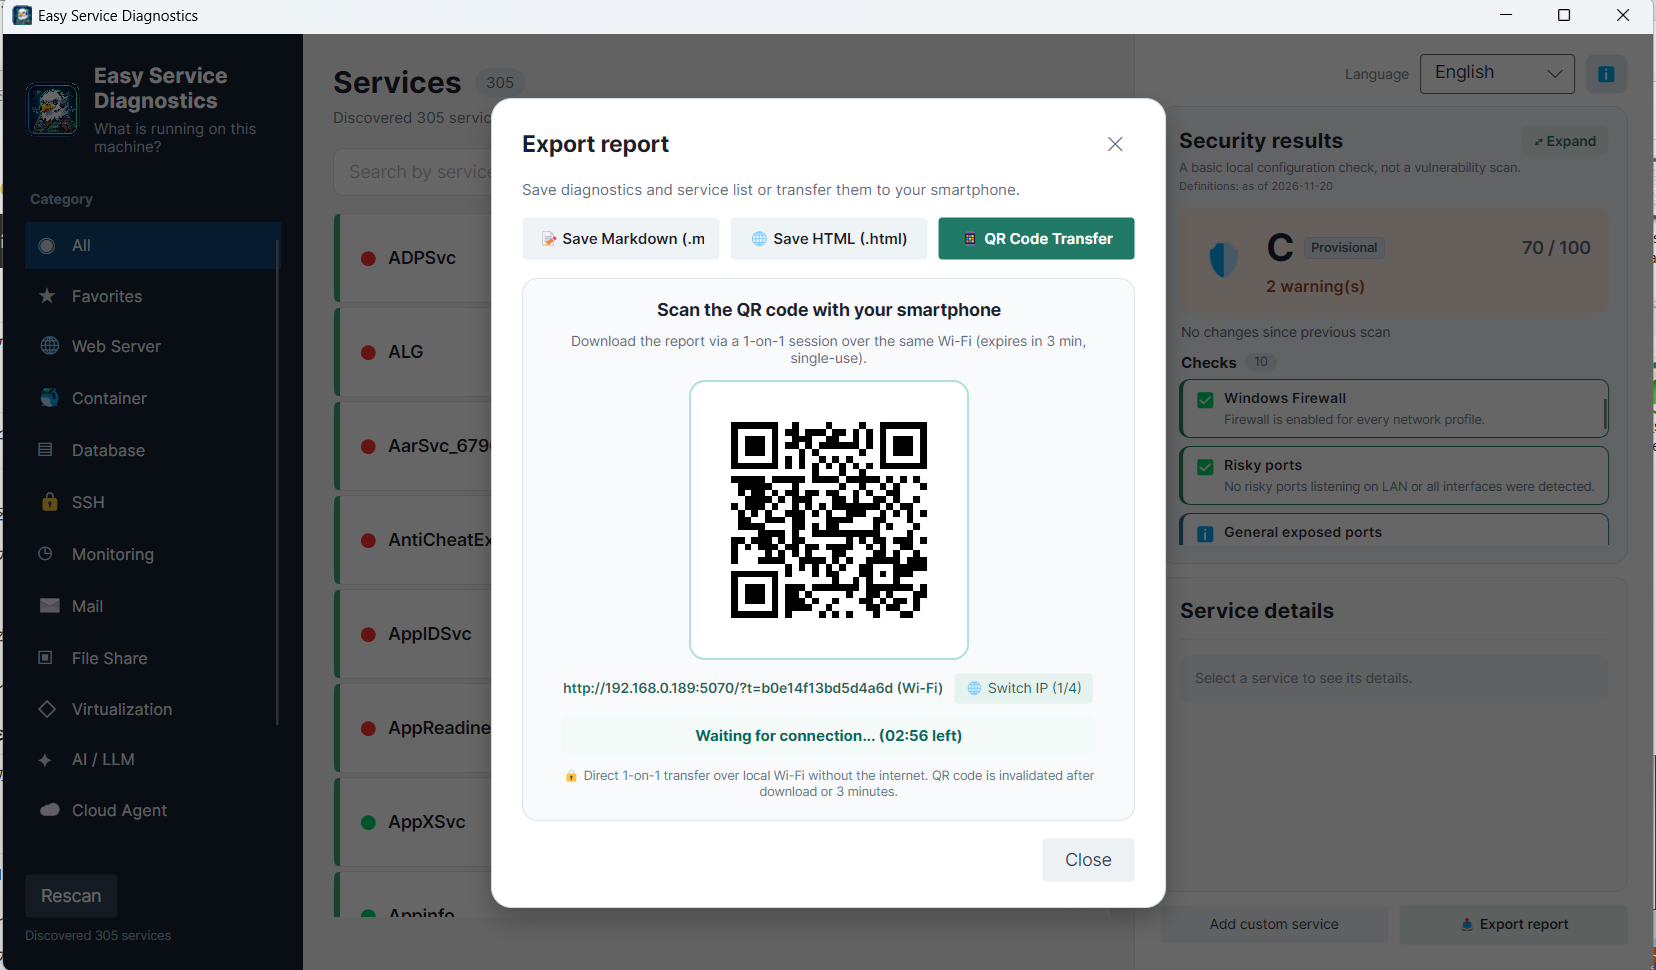 Easy Service Diagnostics
Easy Service
Diagnostics
What is running on this
machine?
Category
All
Favorites
Web Server
Container
Database
SSH
Monitoring
Mail
File Share
Virtualization
AI / LLM
Cloud Agent
Rescan
Discovered 305 services
Services 305
Discovered 305 servic
Search by service
ADPSvc
ALG
AarSvc_679
AntiCheatEx
AppIDSvc
AppReadine
AppXSvc
Appinfo
Export report
Save diagnostics and service list or transfer them to your smartphone.
Save Markdown (.m
Save HTML (.html)
QR Code Transfer
Scan the QR code with your smartphone
Download the report via a 1-on-1 session over the same Wi-Fi (expires in 3 min,
single-use).
http://192.168.0.189:5070/?t=b0e14f13bd5d4a6d (Wi-Fi)
Switch IP (1/4)
Waiting for connection... (02:56 left)
Direct 1-on-1 transfer over local Wi-Fi without the internet. QR code is invalidated after
download or 3 minutes.
Close
Language English
Security results
Expand
A basic local configuration check, not a vulnerability scan.
Definitions: as of 2026-11-20
C Provisional 70 / 100
2 warning(s)
No changes since previous scan
Checks 10
Windows Firewall
Firewall is enabled for every network profile.
Risky ports
No risky ports listening on LAN or all interfaces were detected.
General exposed ports
Service details
Select a service to see its details.
Add custom service
Export report